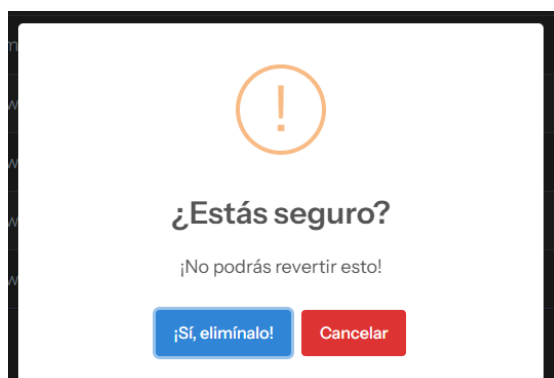 !
¿Estás seguro?
¡No podrás revertir esto!
¡Sí, elimínalo!
Cancelar